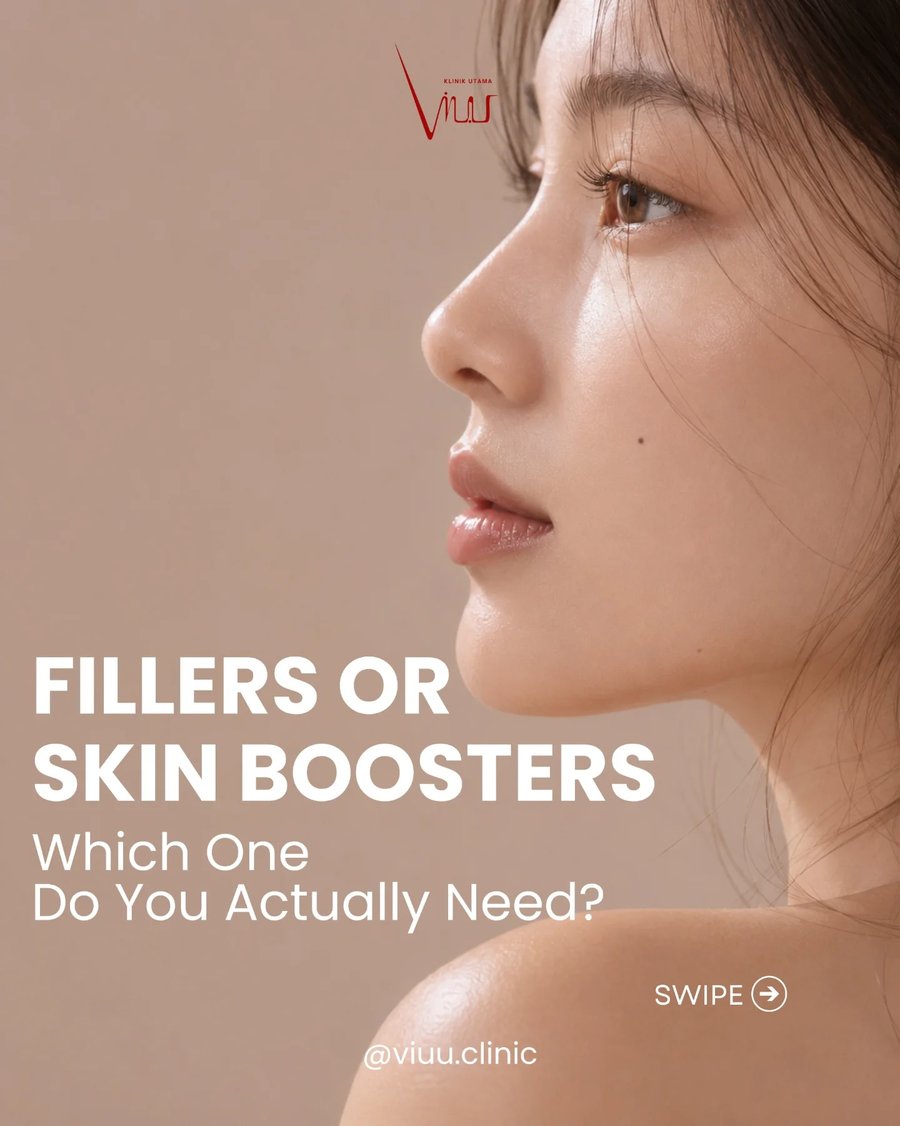 KLINIK UTAMA
Viuu
FILLERS OR
SKIN BOOSTERS
Which One
Do You Actually Need?
SWIPE
@viuu.clinic